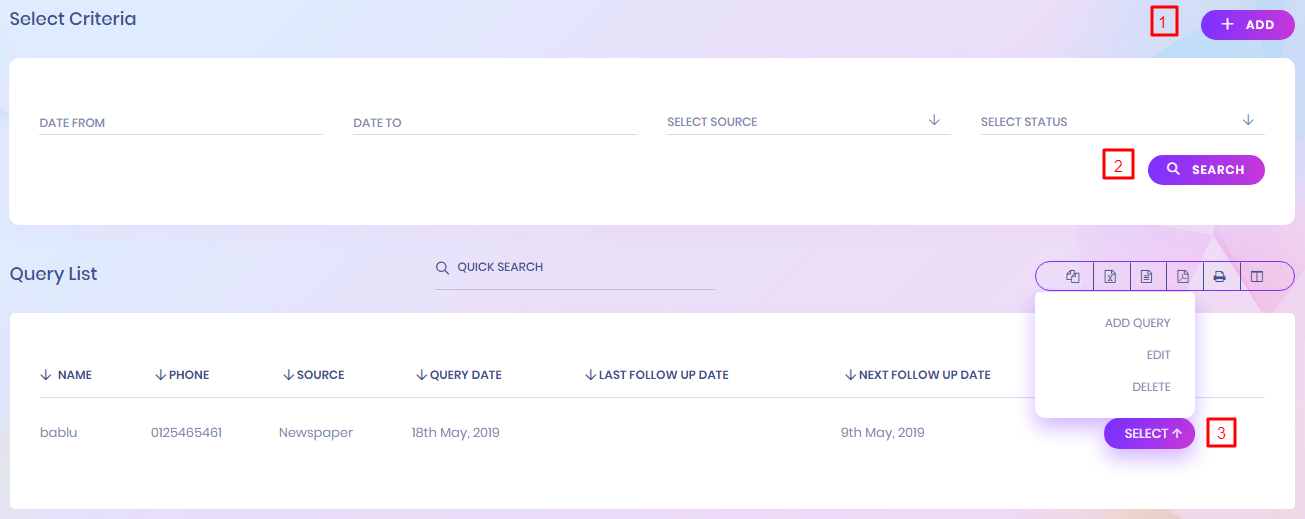 Select Criteria
1
ADD
DATE FROM DATE TO SELECT SOURCE SELECT STATUS
2
SEARCH
Query List
QUICK SEARCH
ADD QUERY
EDIT
DELETE
NAME PHONE SOURCE QUERY DATE LAST FOLLOW UP DATE NEXT FOLLOW UP DATE
bablu 0125465461 Newspaper 18th May, 2019 9th May, 2019
SELECT
3